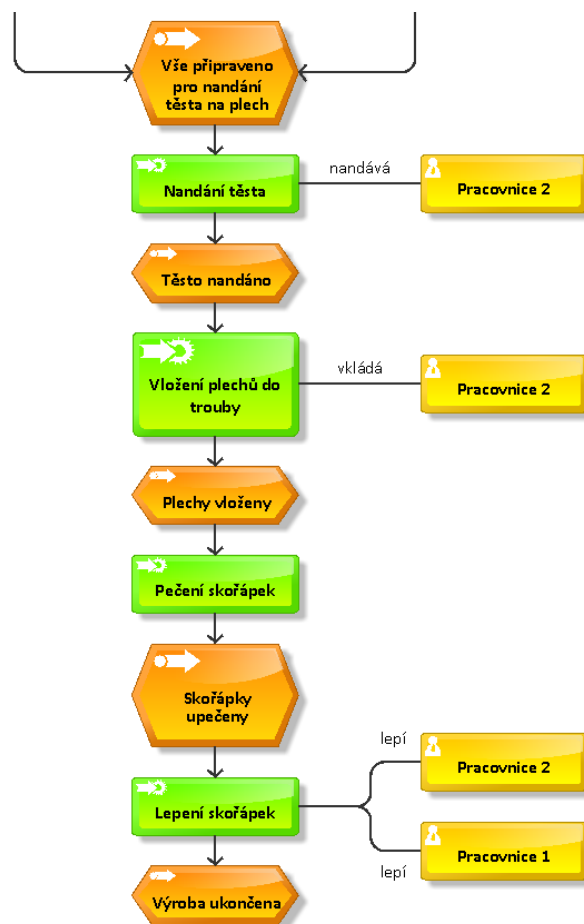 Vše připraveno
pro nandání
těsta na plech
Nandání těsta
nandává
Pracovnice 2
Těsto nandáno
Vložení plechů do
trouby
vkládá
Pracovnice 2
Plechy vloženy
Pečení skořápek
Skořápky
upečeny
lepí
Pracovnice 2
Lepení skořápek
Pracovnice 1
lepí
Výroba ukončena